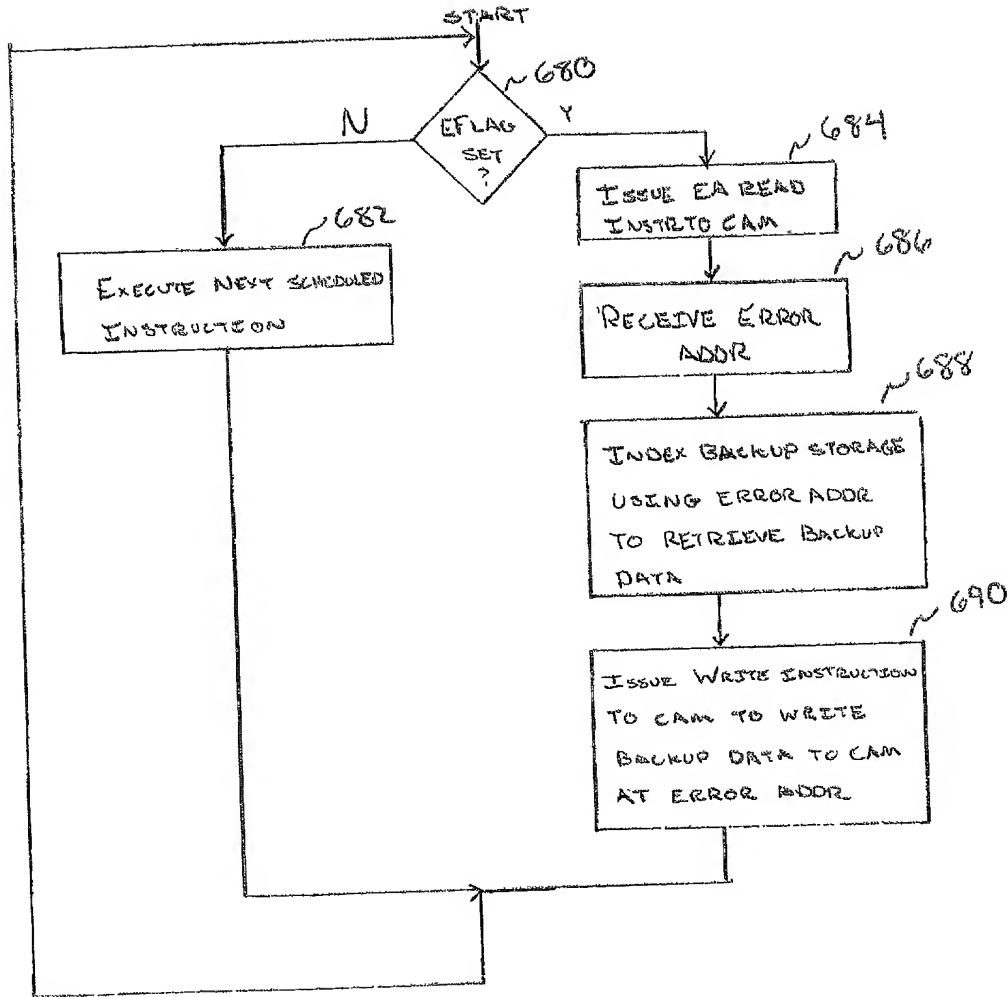 START
680
EFLAG
SET
?
N
Y
684
ISSUE EA READ
INSTR TO CAM
682
EXECUTE NEXT SCHEDULED
INSTRUCTION
686
RECEIVE ERROR
ADDR
688
INDEX BACKUP STORAGE
USING ERROR ADDR
TO RETRIEVE BACKUP
DATA
690
ISSUE WRITE INSTRUCTION
TO CAM TO WRITE
BACKUP DATA TO CAM
AT ERROR ADDR